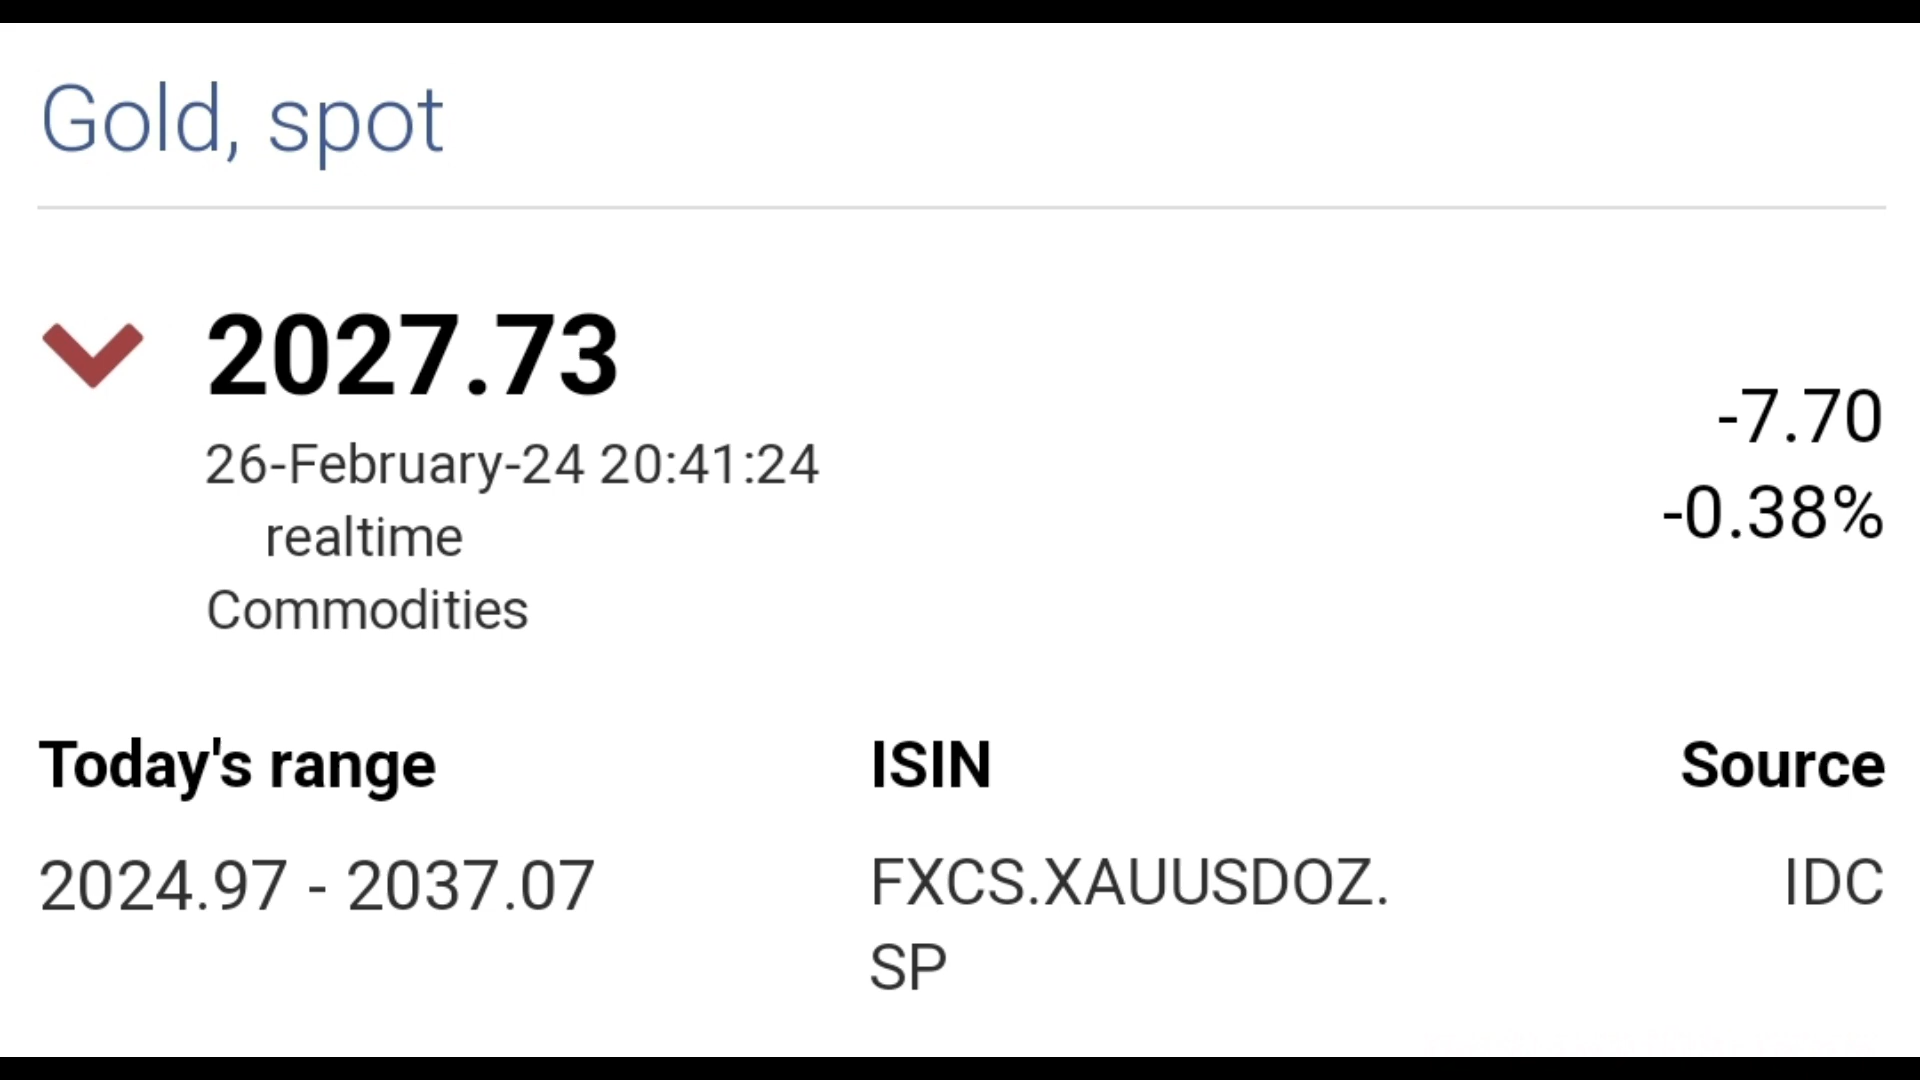 Gold, spot
2027.73
-7.70
26-February-24 20:41:24
-0.38%
realtime
Commodities
Today's range
ISIN
Source
2024.97 - 2037.07
FXCS.XAUUSDOZ.
SP
IDC